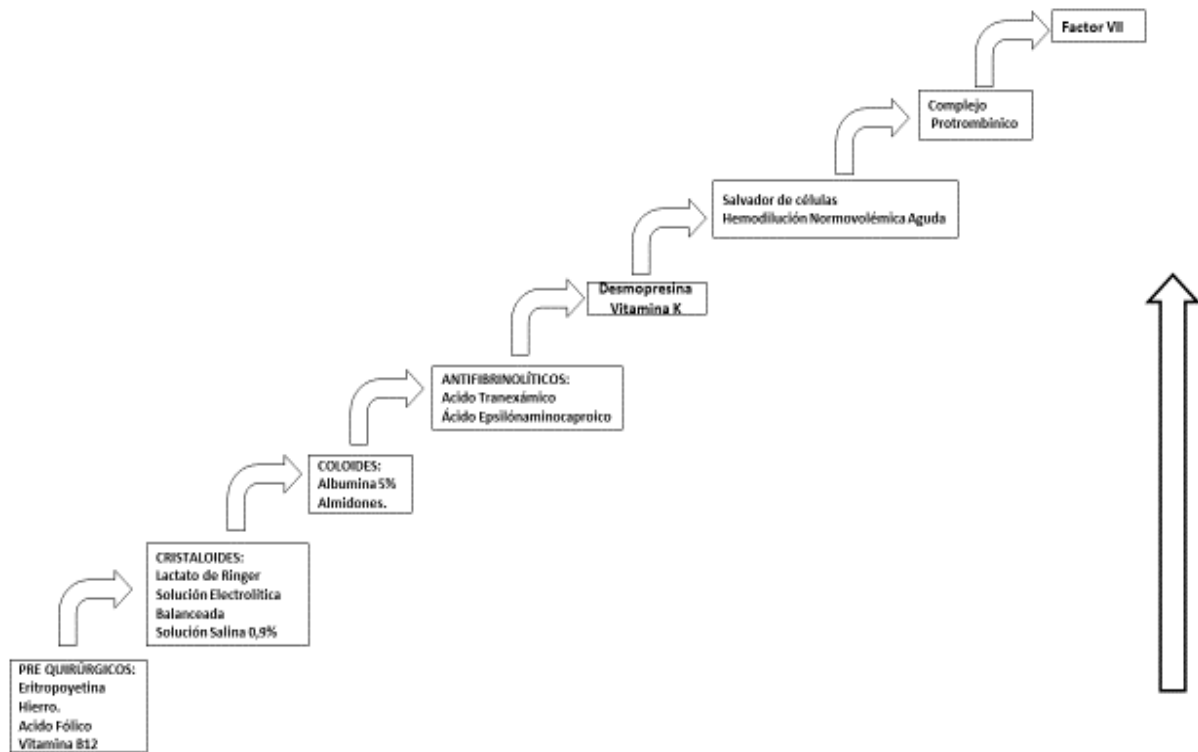 Factor VII
Complejo
Protrombínico
Salvador de células
Hemodilución Normovolémica Aguda
Desmopresina
Vitamina K
ANTIFIBRINOLÍTICOS:
Acido Tranexámico
Ácido Epsilónaminocaproico
COLOIDES:
Albumina 5%
Almidones.
CRISTALOIDES:
Lactato de Ringer
Solución Electrolítica
Balanceada
Solución Salina 0,9%
PRE QUIRÚRGICOS:
Eritropoyetina
Hierro.
Acido Fólico
Vitamina B12